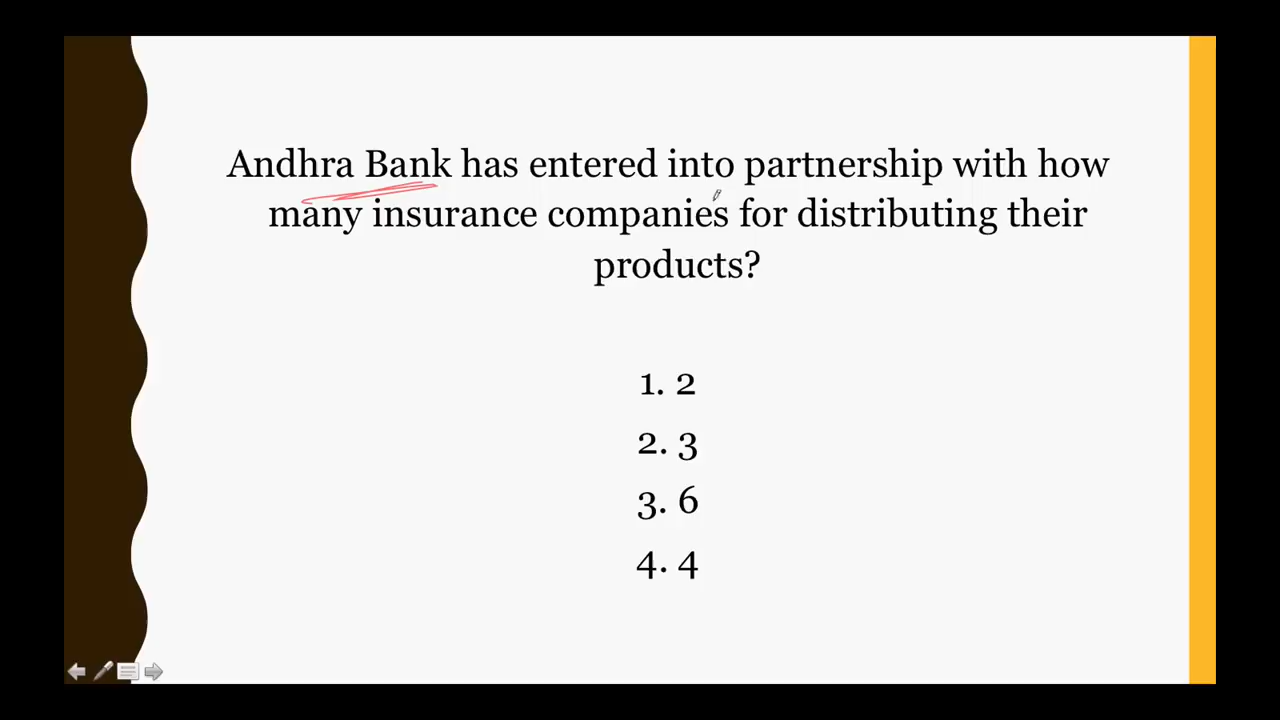 Andhra Bank has entered into partnership with how
many insurance companies for distributing their
products?
1. 2
2. 3
3. 6
4. 4